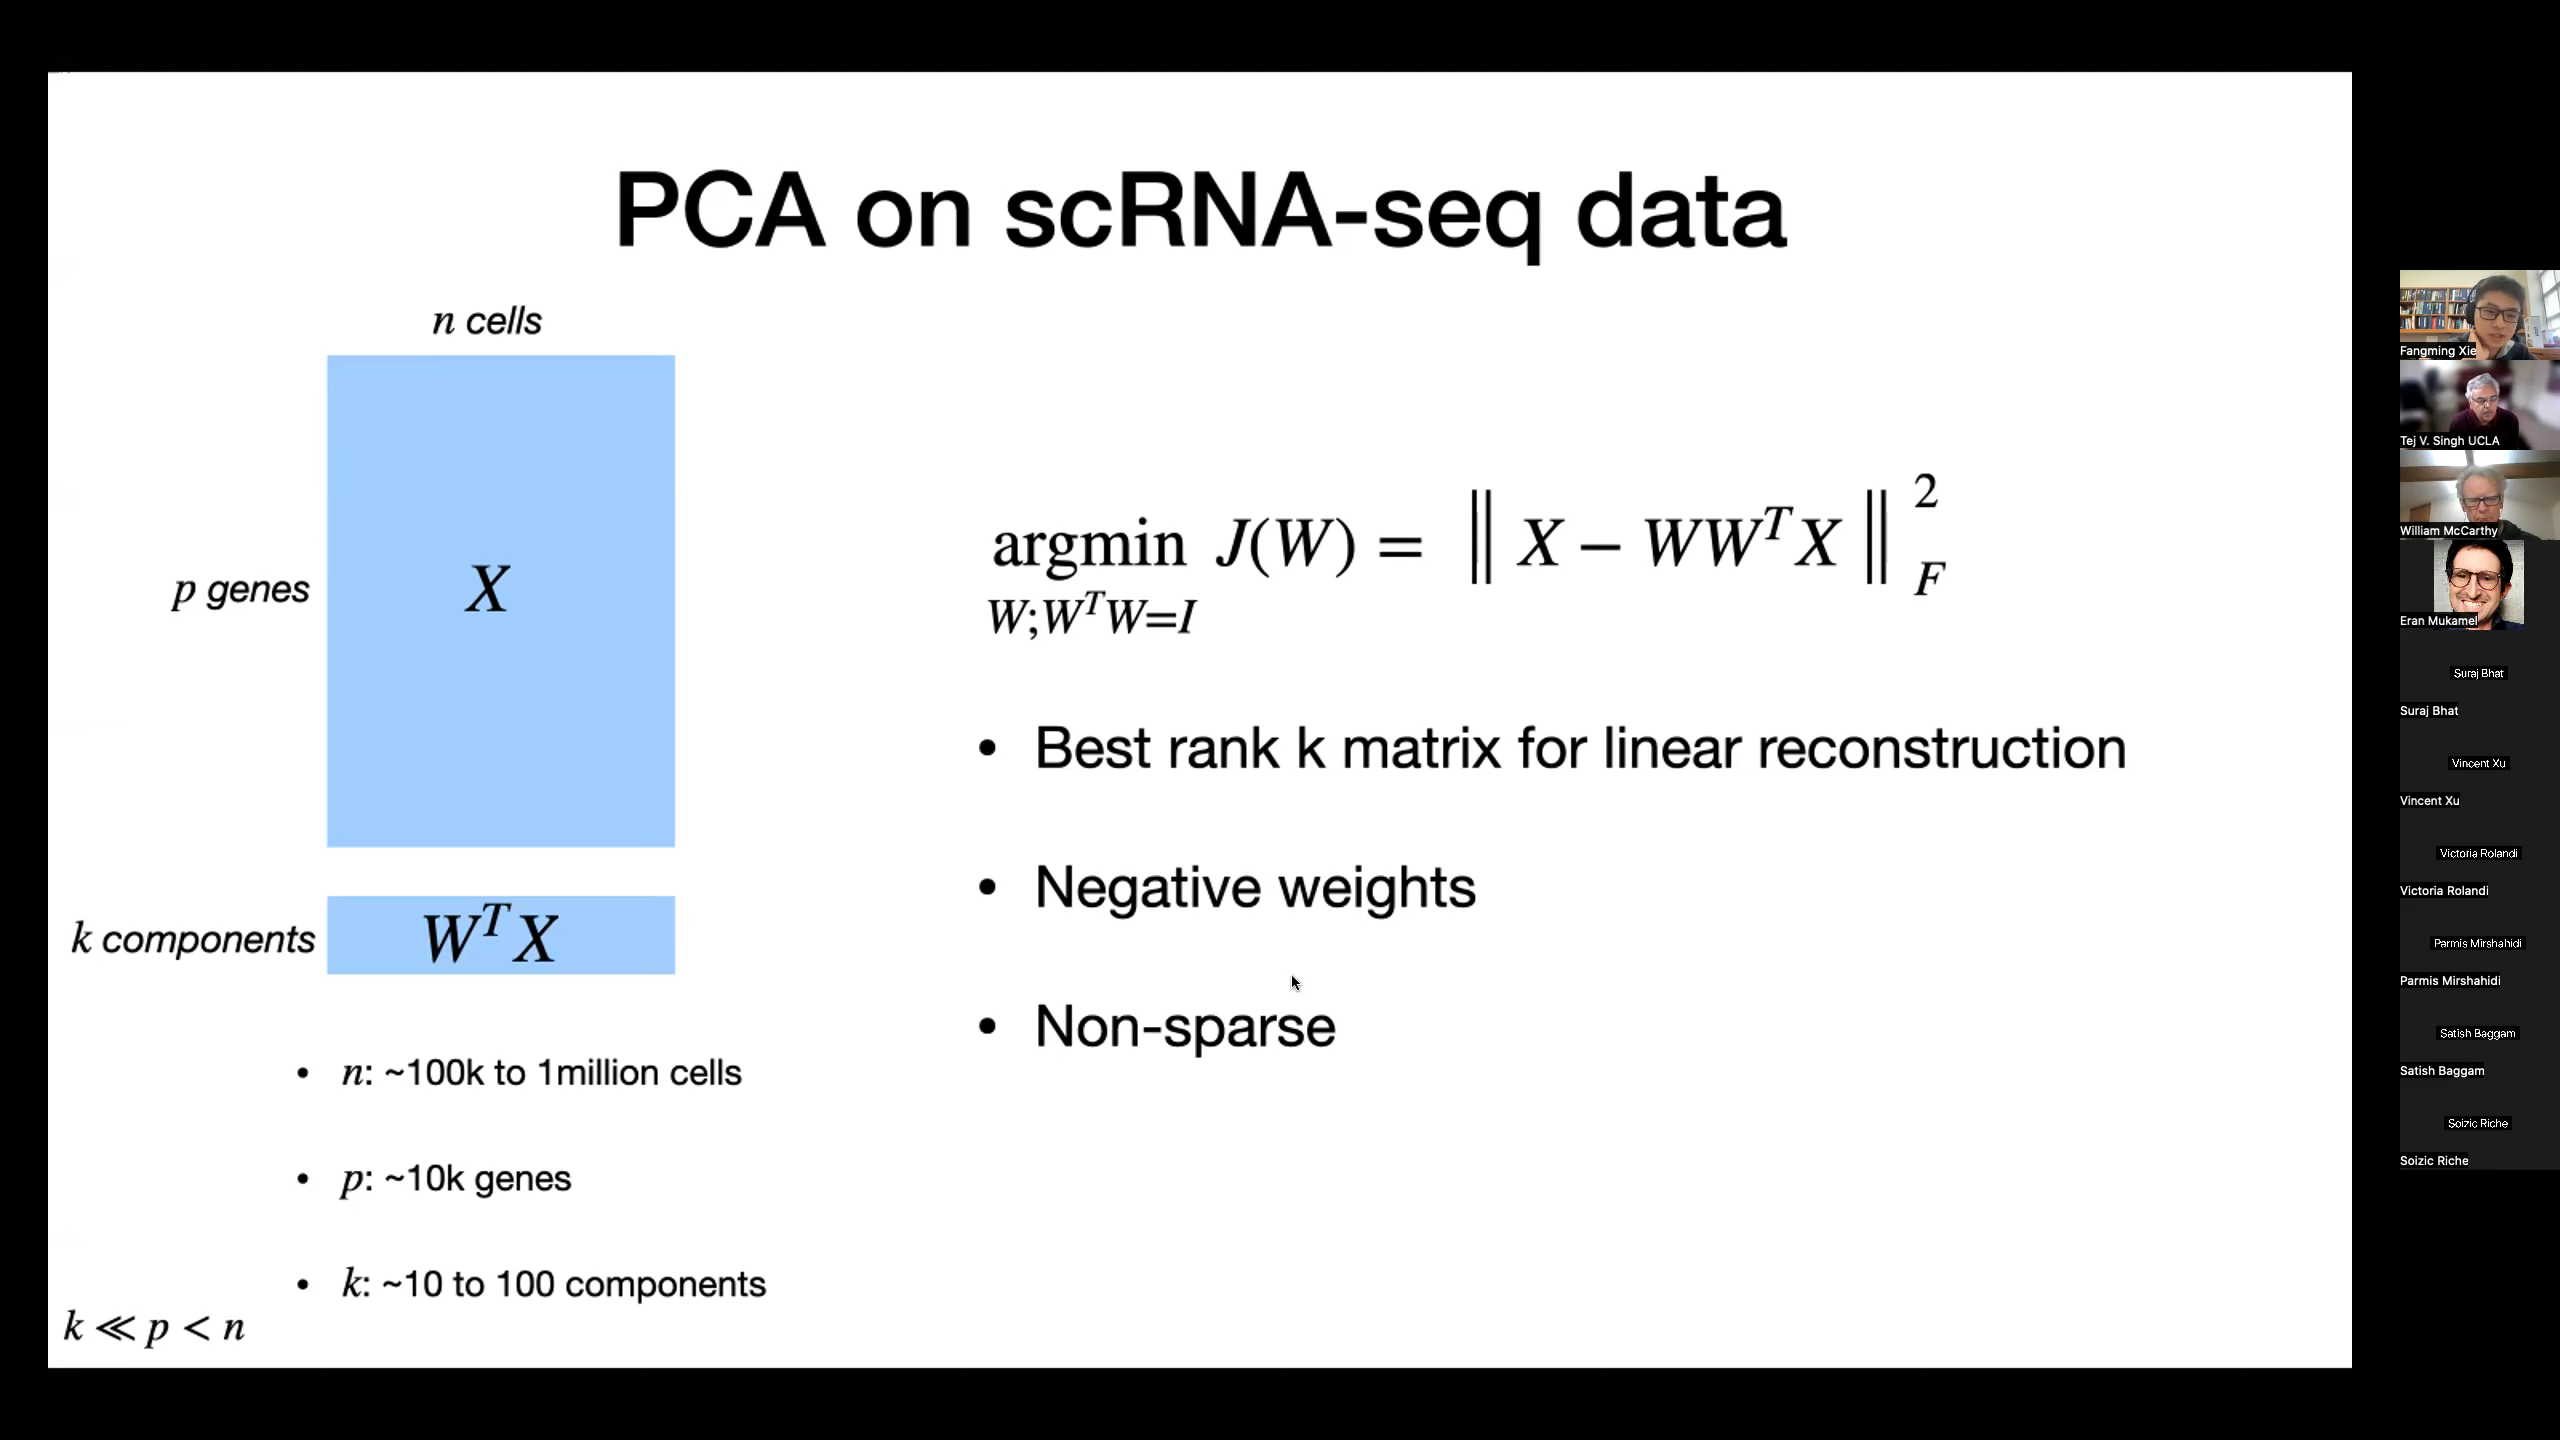 PCA on scRNA-seq data
n cells
p genes
X
k components
W^T X
• n: ~100k to 1million cells
• p: ~10k genes
• k: ~10 to 100 components
k ≪ p < n
argmin J(W) = ‖ X – WW^T X ‖ 2 F
W;W^T W=I
• Best rank k matrix for linear reconstruction
• Negative weights
• Non-sparse
Fangming Xie
Tej V. Singh UCLA
William McCarthy
Eran Mukamel
Suraj Bhat
Suraj Bhat
Vincent Xu
Vincent Xu
Victoria Rolandi
Victoria Rolandi
Parmis Mirshahidi
Parmis Mirshahidi
Satish Baggam
Satish Baggam
Soizic Riche
Soizic Riche